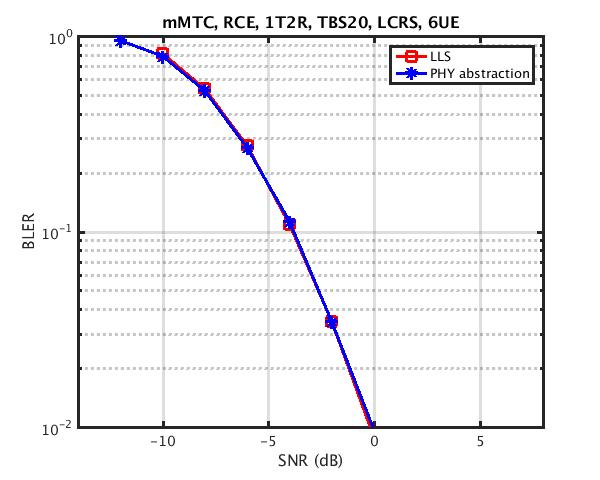 mMTC, RCE, 1T2R, TBS20, LCRS, 6UE
LLS
PHY abstraction
10^0
10^-1
10^-2
BLER
-10
-5
0
5
SNR (dB)